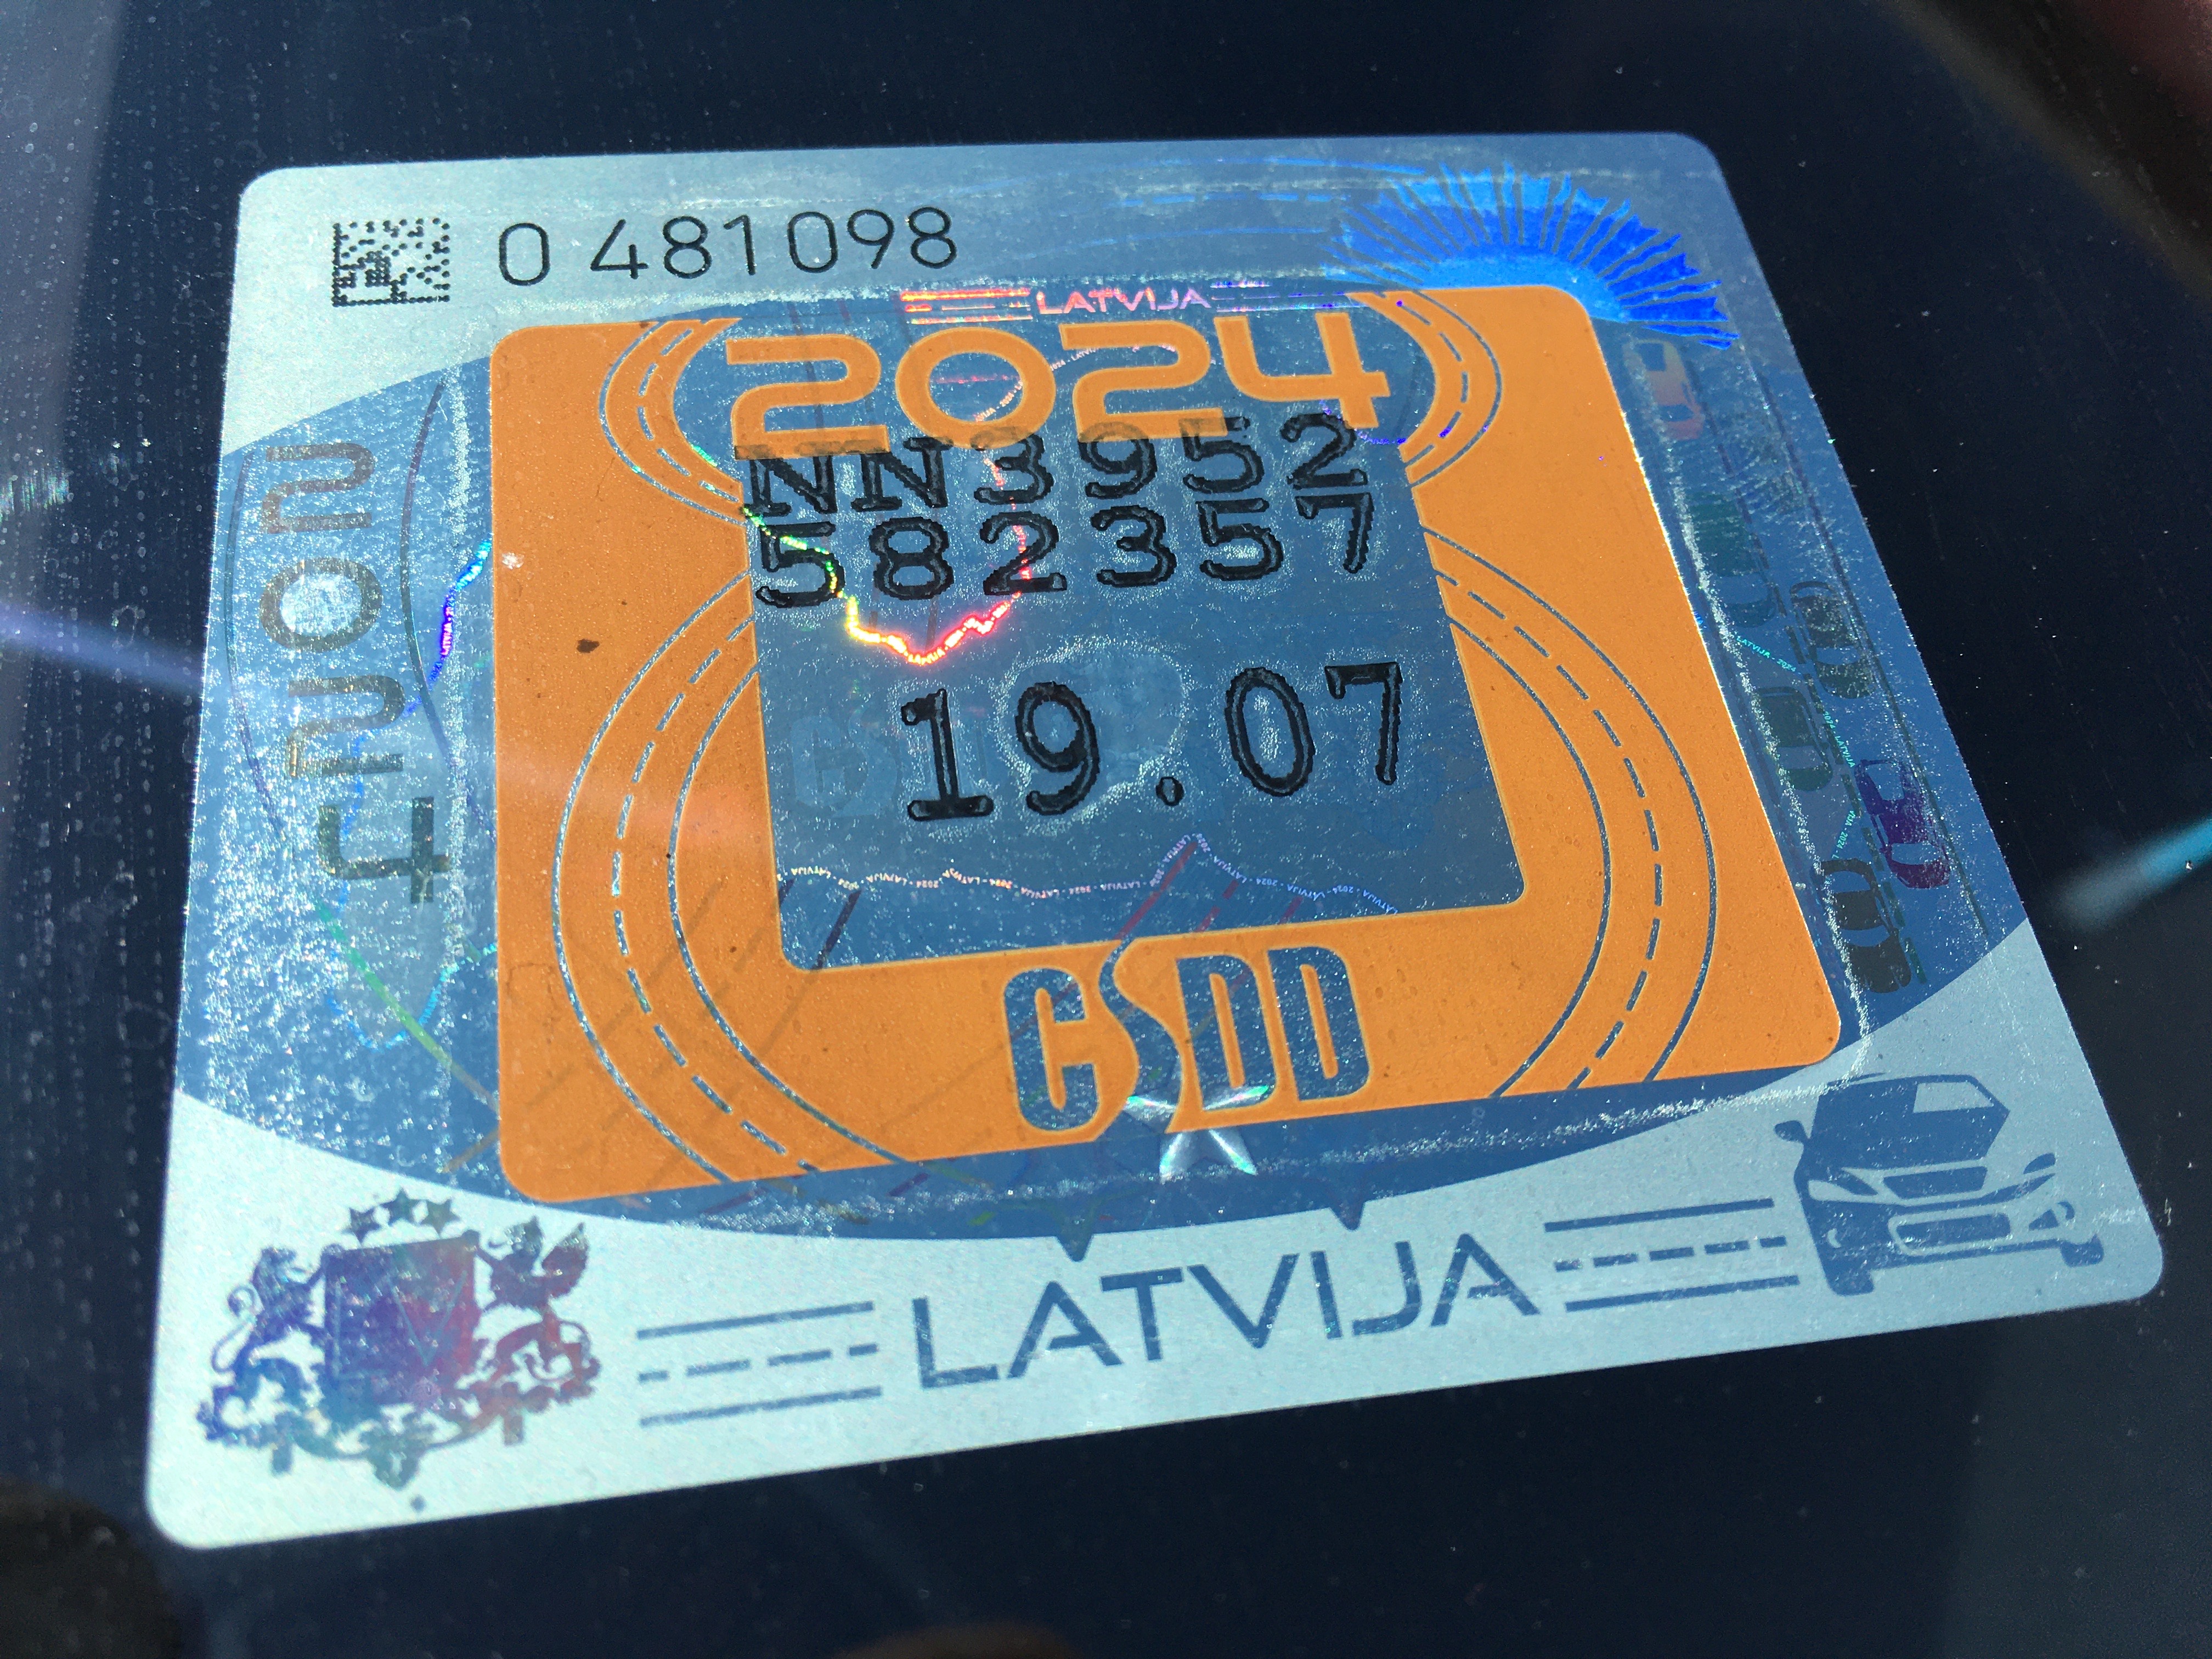 0 481098
LATVIJA
2024
NN3952
582357
19.07
2024
CSDD
LATVIJA